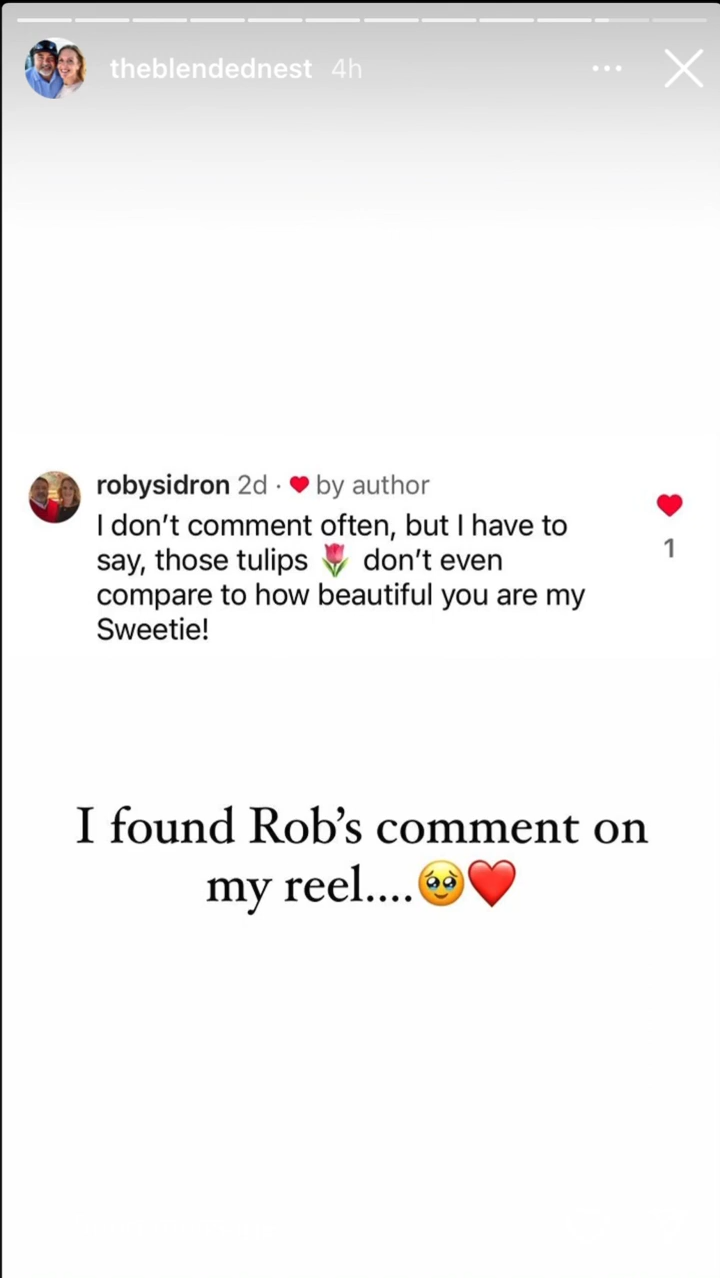 theblendednest 4h
robysidron 2d · ❤️ by author
I don’t comment often, but I have to
say, those tulips 🌷 don’t even
compare to how beautiful you are my
Sweetie!
1
I found Rob’s comment on
my reel....🥹❤️